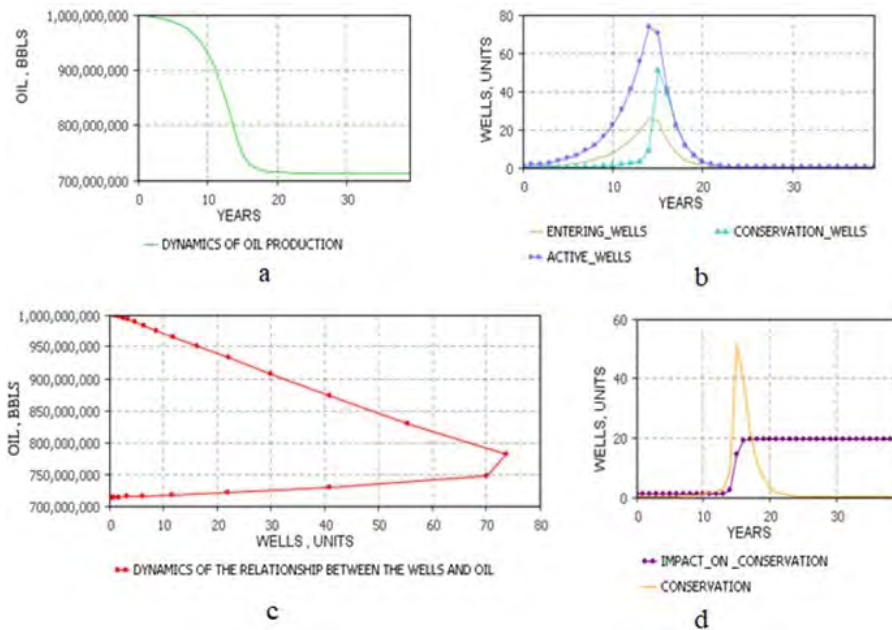 OIL , BBLS
1,000,000,000
900,000,000
800,000,000
700,000,000
0 10 20 30
YEARS
DYNAMICS OF OIL PRODUCTION
a
WELLS, UNITS
80
60
40
20
0
0 10 20 30
YEARS
ENTERING_WELLS CONSERVATION_WELLS
ACTIVE_WELLS
b
OIL, BBLS
1,000,000,000
950,000,000
900,000,000
850,000,000
800,000,000
750,000,000
700,000,000
0 10 20 30 40 50 60 70 80
WELLS , UNITS
DYNAMICS OF THE RELATIONSHIP BETWEEN THE WELLS AND OIL
c
WELLS, UNITS
60
40
20
0
0 10 20 30
YEARS
IMPACT_ON _CONSERVATION
CONSERVATION
d